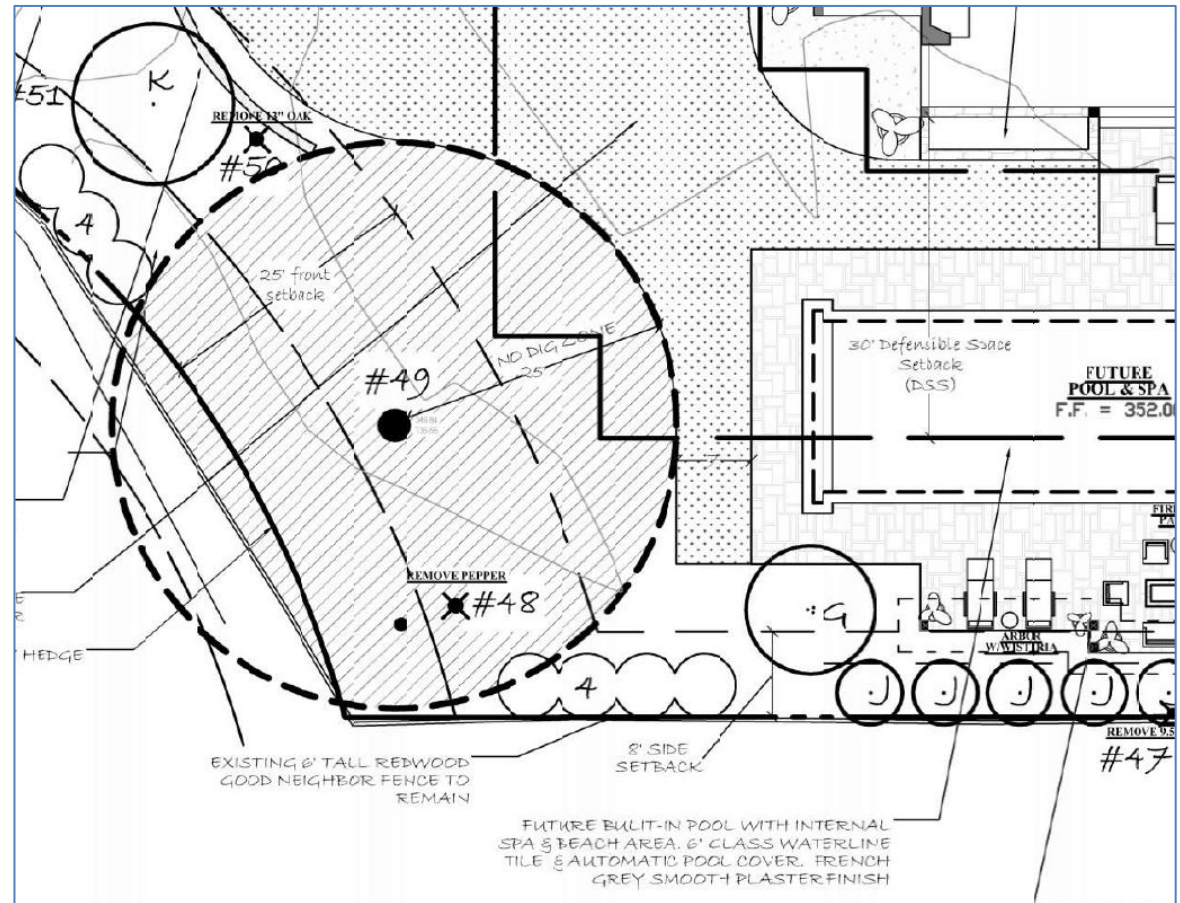 #51
K
REMOVE 13" OAK
#50
4
25' front
setback
NO DIG ZONE
25'
#49
30' Defensible Space
Setback
(DSS)
FUTURE
POOL & SPA
F.F. = 352.0
REMOVE PEPPER
#48
HEDGE
G
ARBOR
W/WISTERIA
4
J
J
J
J
REMOVE 9.5
#47
EXISTING 6' TALL REDWOOD
GOOD NEIGHBOR FENCE TO
REMAIN
8' SIDE
SETBACK
FUTURE BULIT-IN POOL WITH INTERNAL
SPA & BEACH AREA. 6" CLASS WATERLINE
TILE & AUTOMATIC POOL COVER. FRENCH
GREY SMOOTH PLASTER FINISH